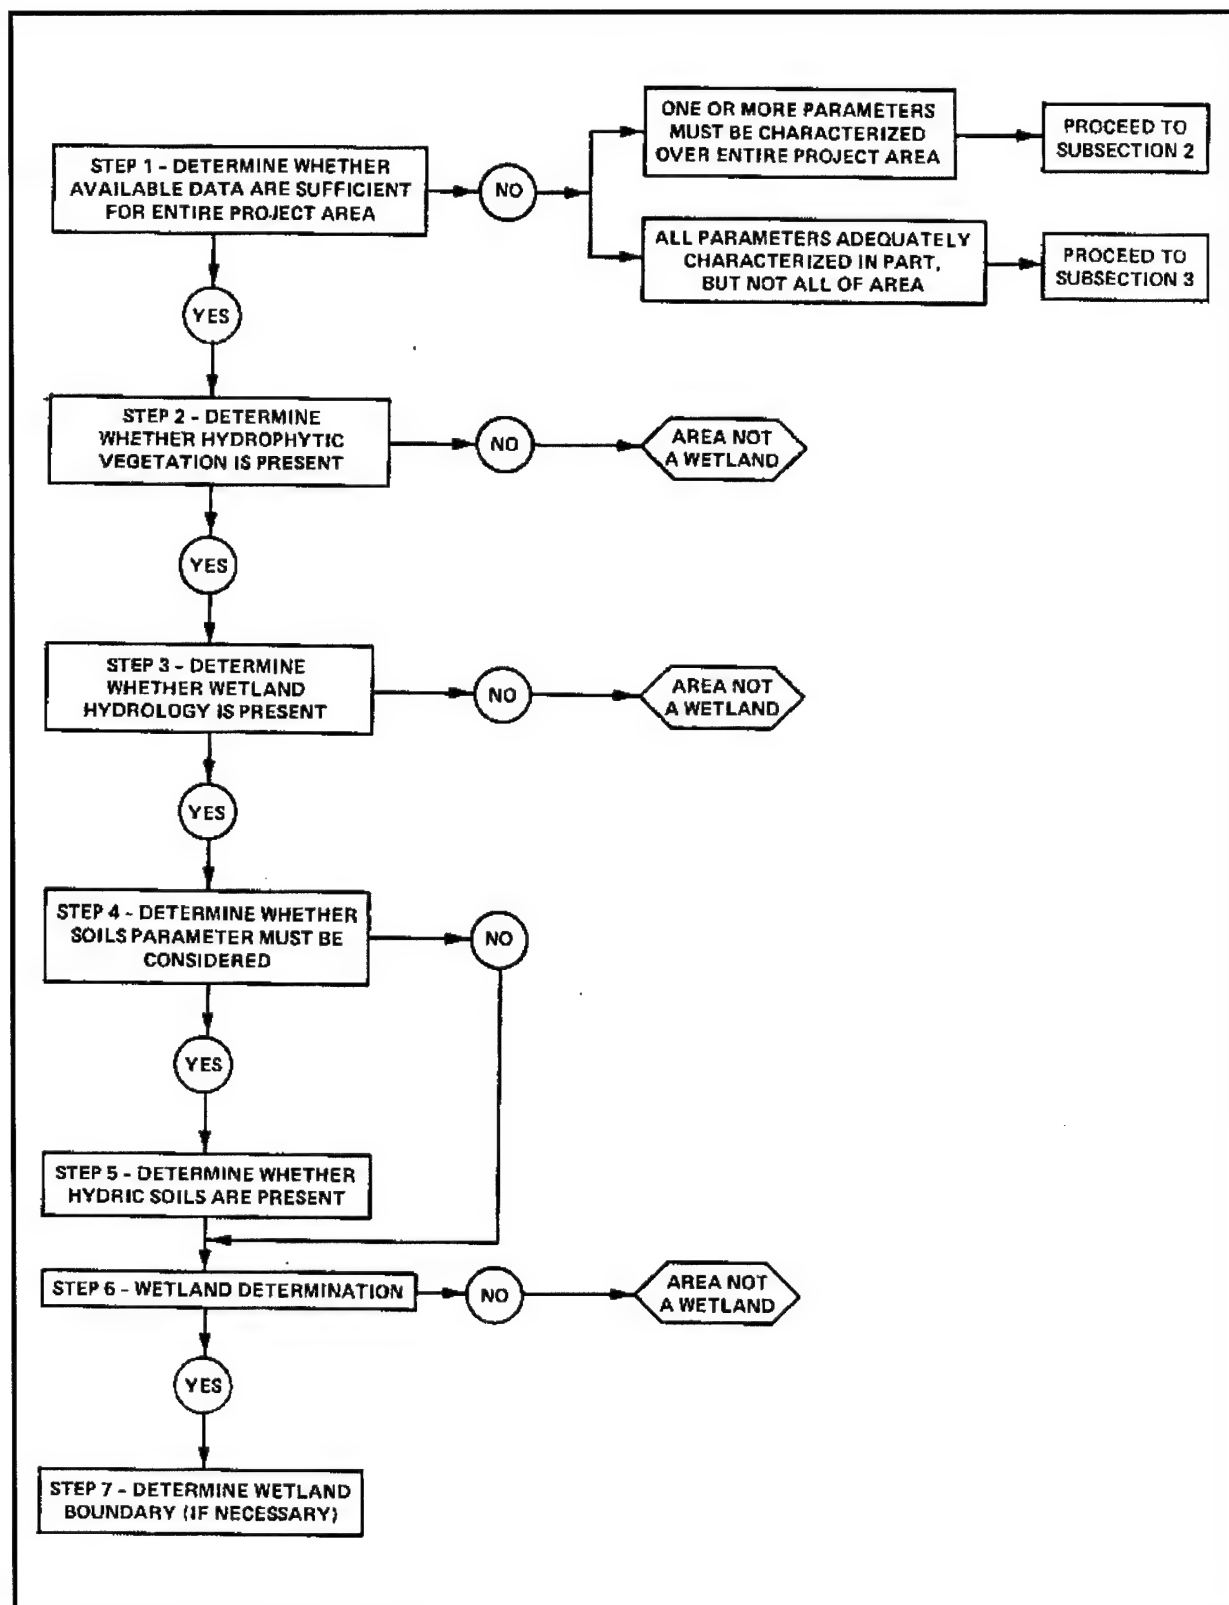 STEP 1 - DETERMINE WHETHER
AVAILABLE DATA ARE SUFFICIENT
FOR ENTIRE PROJECT AREA
NO
ONE OR MORE PARAMETERS
MUST BE CHARACTERIZED
OVER ENTIRE PROJECT AREA
PROCEED TO
SUBSECTION 2
ALL PARAMETERS ADEQUATELY
CHARACTERIZED IN PART,
BUT NOT ALL OF AREA
PROCEED TO
SUBSECTION 3
YES
STEP 2 - DETERMINE
WHETHER HYDROPHYTIC
VEGETATION IS PRESENT
NO
AREA NOT
A WETLAND
YES
STEP 3 - DETERMINE
WHETHER WETLAND
HYDROLOGY IS PRESENT
NO
AREA NOT
A WETLAND
YES
STEP 4 - DETERMINE WHETHER
SOILS PARAMETER MUST BE
CONSIDERED
NO
YES
STEP 5 - DETERMINE WHETHER
HYDRIC SOILS ARE PRESENT
STEP 6 - WETLAND DETERMINATION
NO
AREA NOT
A WETLAND
YES
STEP 7 - DETERMINE WETLAND
BOUNDARY (IF NECESSARY)